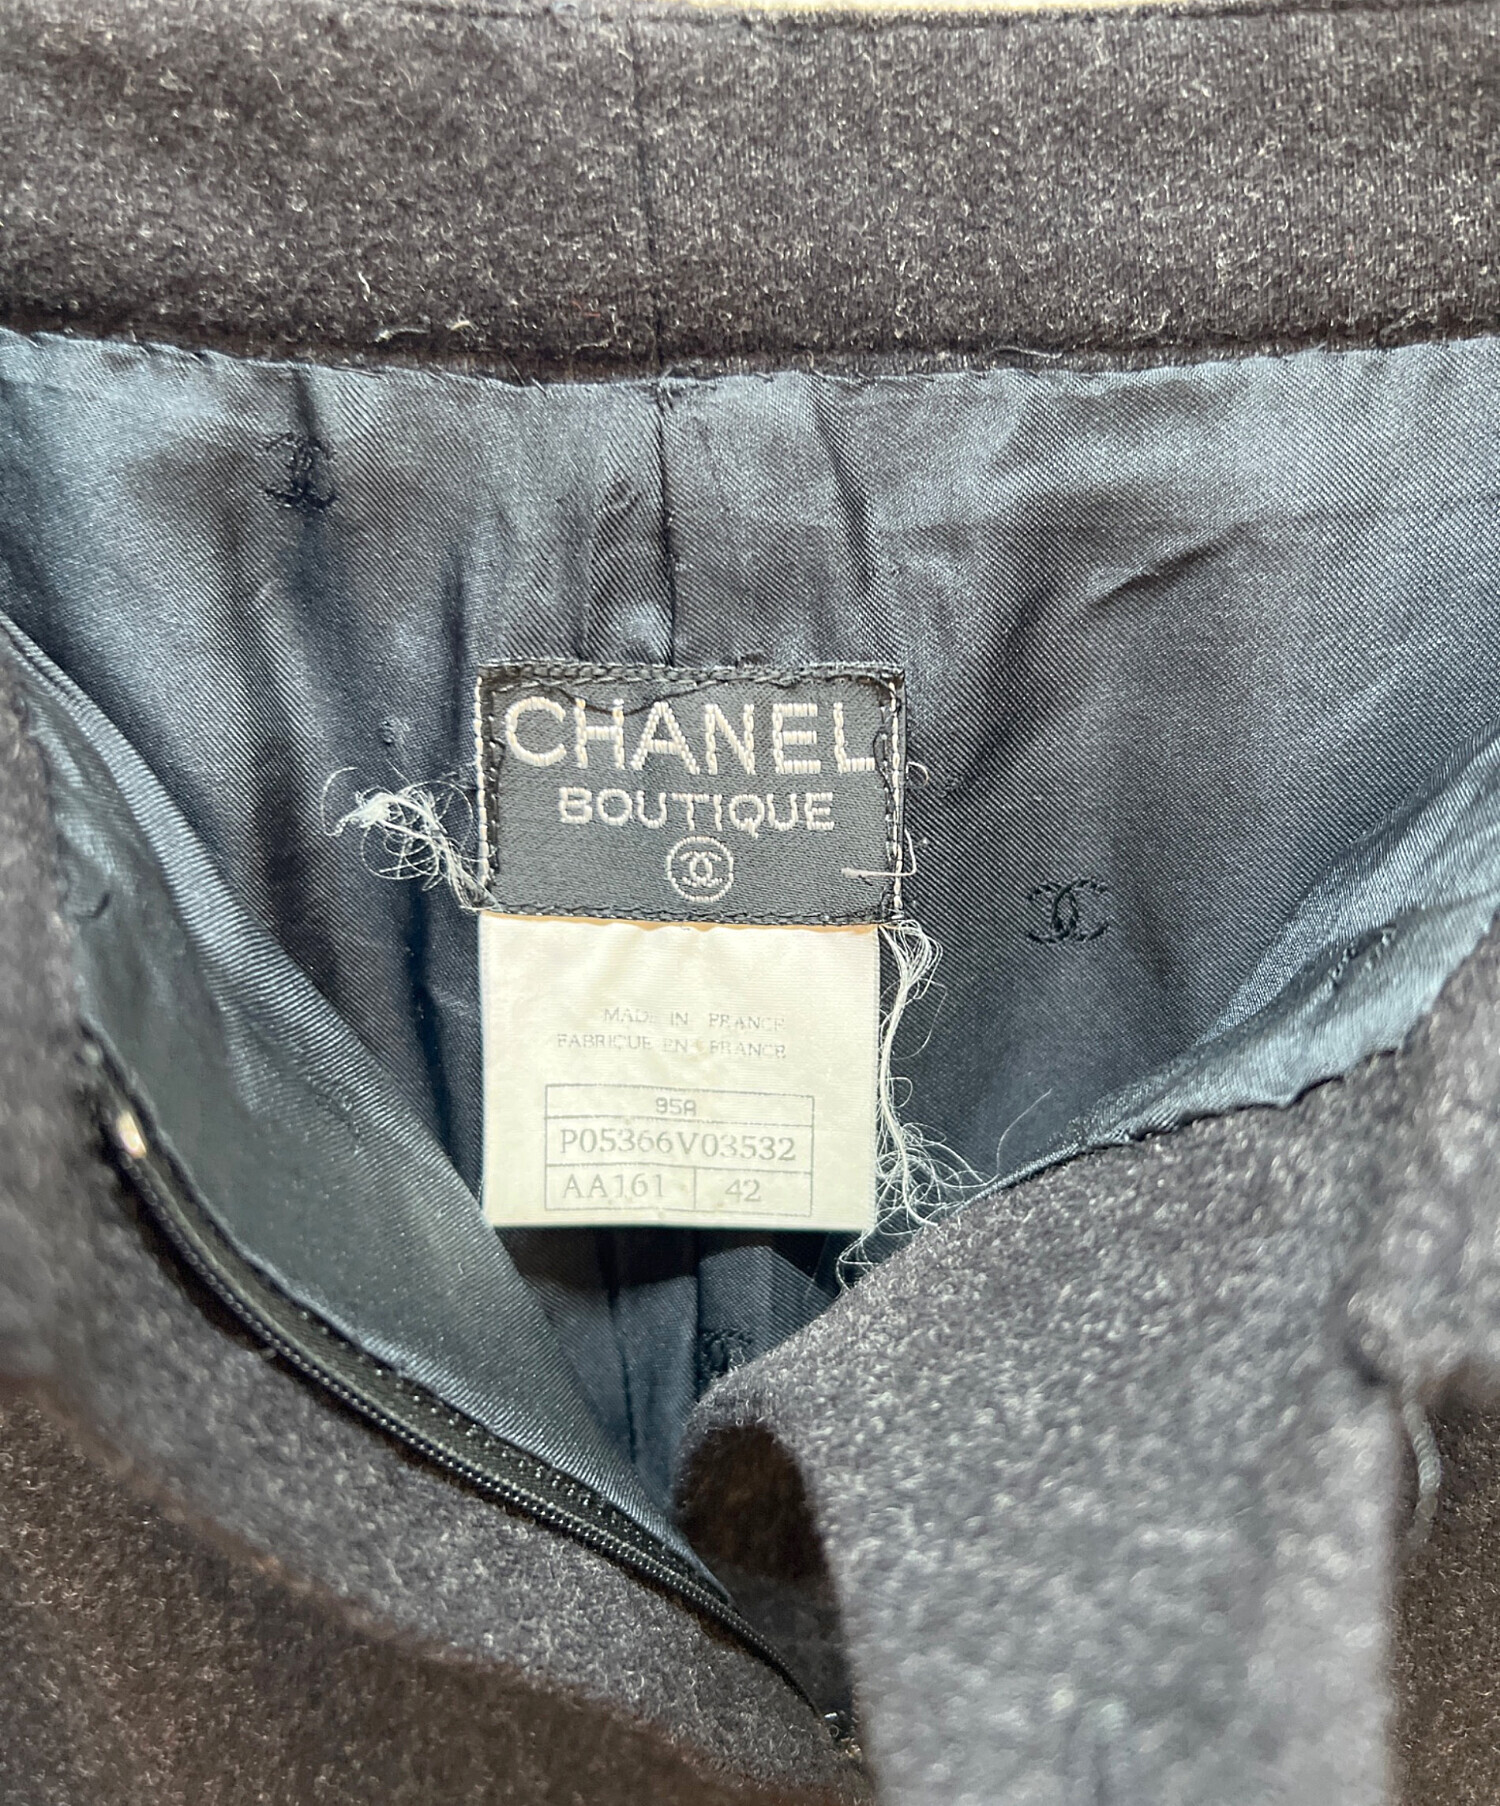 CHANEL
BOUTIQUE
MADE IN FRANCE
FABRIQUE EN FRANCE
95A
P05366V03532
AA161 42